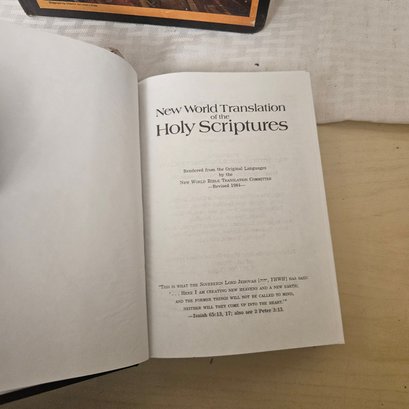 New World Translation
of the
Holy Scriptures
Rendered from the Original Languages
by the
NEW WORLD BIBLE TRANSLATION COMMITTEE
—Revised 1984—
"THIS IS WHAT THE SOVEREIGN LORD JEHOVAH [יהוה, YHWH] HAS SAID:
'. . . HERE I AM CREATING NEW HEAVENS AND A NEW EARTH;
AND THE FORMER THINGS WILL NOT BE CALLED TO MIND,
NEITHER WILL THEY COME UP INTO THE HEART.'"
—Isaiah 65:13, 17; also see 2 Peter 3:13.